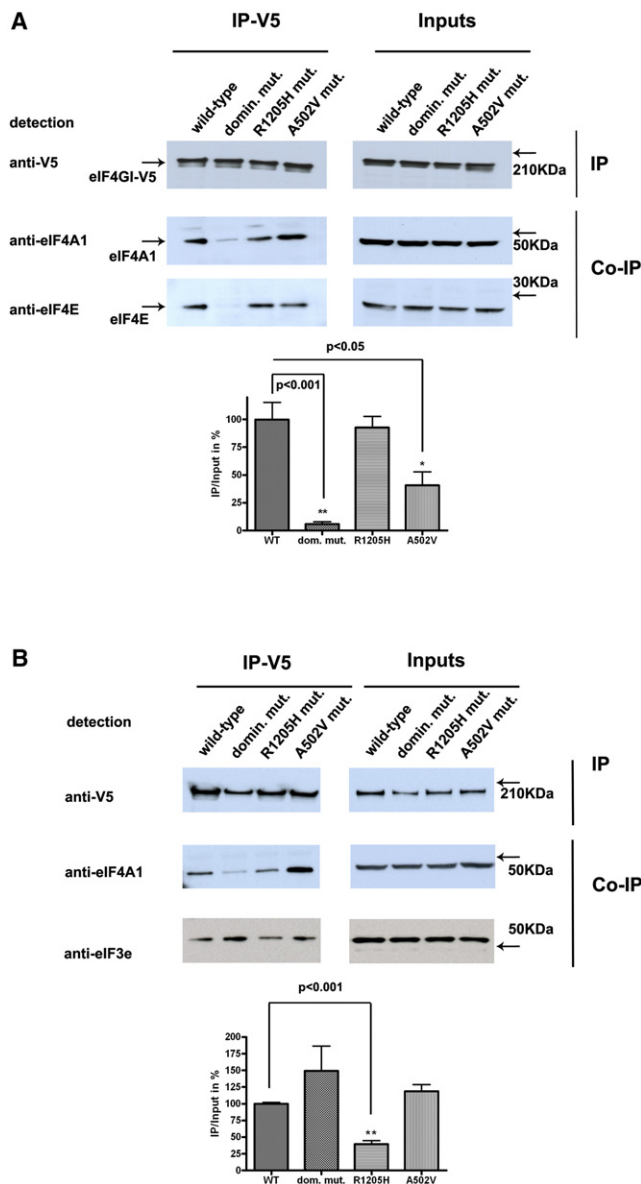 A
IP-V5 Inputs
detection wild-type domin. mut. R1205H mut. A502V mut. wild-type domin. mut. R1205H mut. A502V mut.
anti-V5 eIF4GI-V5 210KDa IP
anti-eIF4A1 eIF4A1 50KDa
Co-IP
30KDa
anti-eIF4E eIF4E
p<0.05
p<0.001
IP/Input in %
100
75
50
25
0
**
*
WT dom. mut. R1205H A502V
B
IP-V5 Inputs
detection wild-type domin. mut. R1205H mut. A502V mut. wild-type domin. mut. R1205H mut. A502V mut.
IP
anti-V5 210KDa
anti-eIF4A1 50KDa
Co-IP
50KDa
anti-eIF3e
p<0.001
IP/Input in %
200
175
150
125
100
75
50
25
0
**
WT dom. mut. R1205H A502V